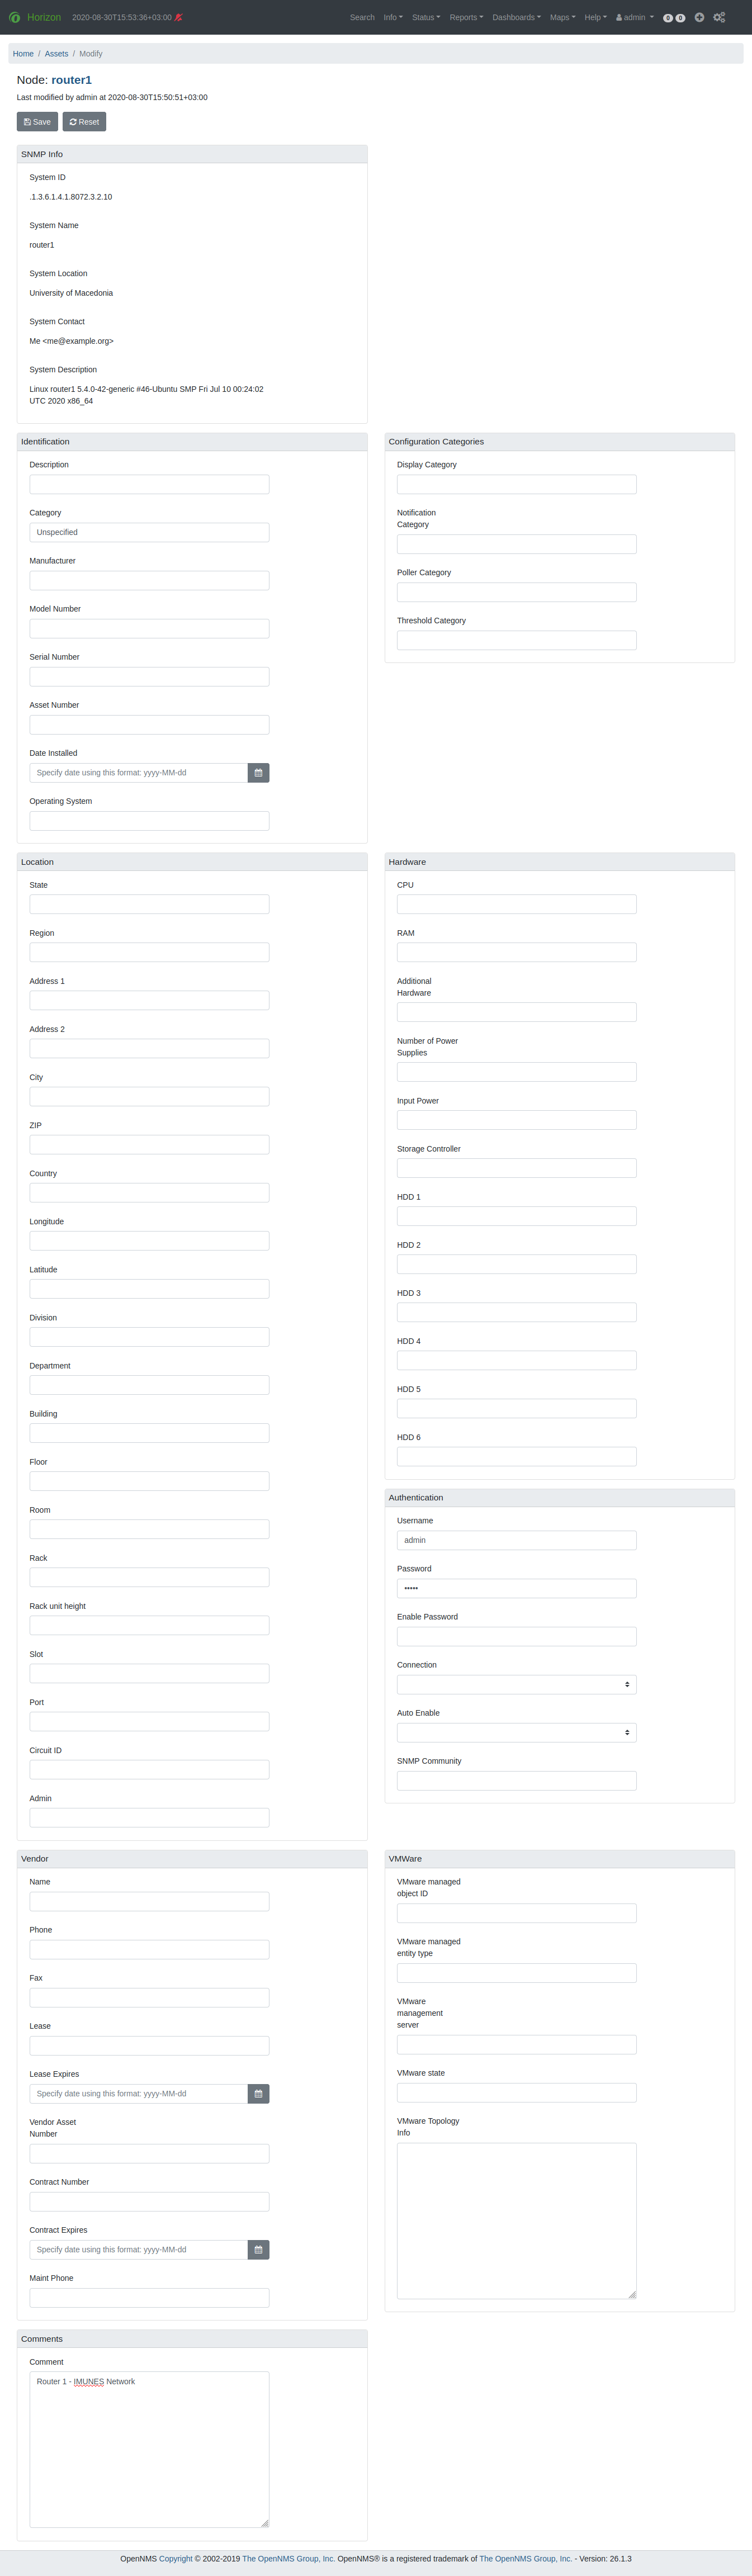 Horizon 2020-08-30T15:53:36+03:00 Search Info Status Reports Dashboards Maps Help admin 0 0
Home / Assets / Modify
Node: router1
Last modified by admin at 2020-08-30T15:50:51+03:00
Save Reset
SNMP Info
System ID
.1.3.6.1.4.1.8072.3.2.10
System Name
router1
System Location
University of Macedonia
System Contact
Me <me@example.org>
System Description
Linux router1 5.4.0-42-generic #46-Ubuntu SMP Fri Jul 10 00:24:02
UTC 2020 x86_64
Identification
Description
Category
Unspecified
Manufacturer
Model Number
Serial Number
Asset Number
Date Installed
Specify date using this format: yyyy-MM-dd
Operating System
Configuration Categories
Display Category
Notification
Category
Poller Category
Threshold Category
Location
State
Region
Address 1
Address 2
City
ZIP
Country
Longitude
Latitude
Division
Department
Building
Floor
Room
Rack
Rack unit height
Slot
Port
Circuit ID
Admin
Hardware
CPU
RAM
Additional
Hardware
Number of Power
Supplies
Input Power
Storage Controller
HDD 1
HDD 2
HDD 3
HDD 4
HDD 5
HDD 6
Authentication
Username
admin
Password
•••••
Enable Password
Connection
Auto Enable
SNMP Community
Vendor
Name
Phone
Fax
Lease
Lease Expires
Specify date using this format: yyyy-MM-dd
Vendor Asset
Number
Contract Number
Contract Expires
Specify date using this format: yyyy-MM-dd
Maint Phone
VMWare
VMware managed
object ID
VMware managed
entity type
VMware
management
server
VMware state
VMware Topology
Info
Comments
Comment
Router 1 - IMUNES Network
OpenNMS Copyright © 2002-2019 The OpenNMS Group, Inc. OpenNMS® is a registered trademark of The OpenNMS Group, Inc. - Version: 26.1.3